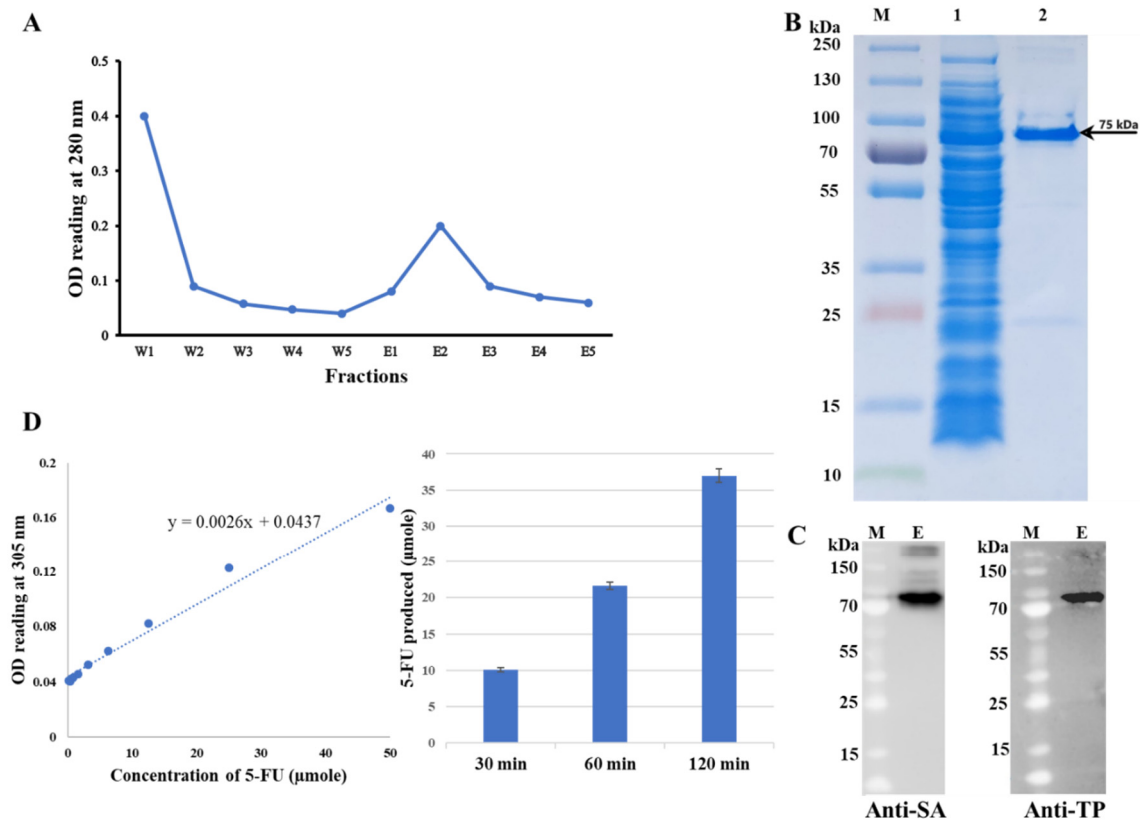 A
OD reading at 280 nm
0.5
0.4
0.3
0.2
0.1
0
W1 W2 W3 W4 W5 E1 E2 E3 E4 E5
Fractions
B
kDa M 1 2
250
130
100
70
55
35
25
15
10
75 kDa
D
OD reading at 305 nm
0.2
0.16
0.12
0.08
0.04
0
y = 0.0026x + 0.0437
0 10 20 30 40 50
Concentration of 5-FU (µmole)
5-FU produced (µmole)
40
35
30
25
20
15
10
5
0
30 min 60 min 120 min
C
kDa M E
150
70
55
25
15
Anti-SA
kDa M E
150
70
55
25
15
Anti-TP